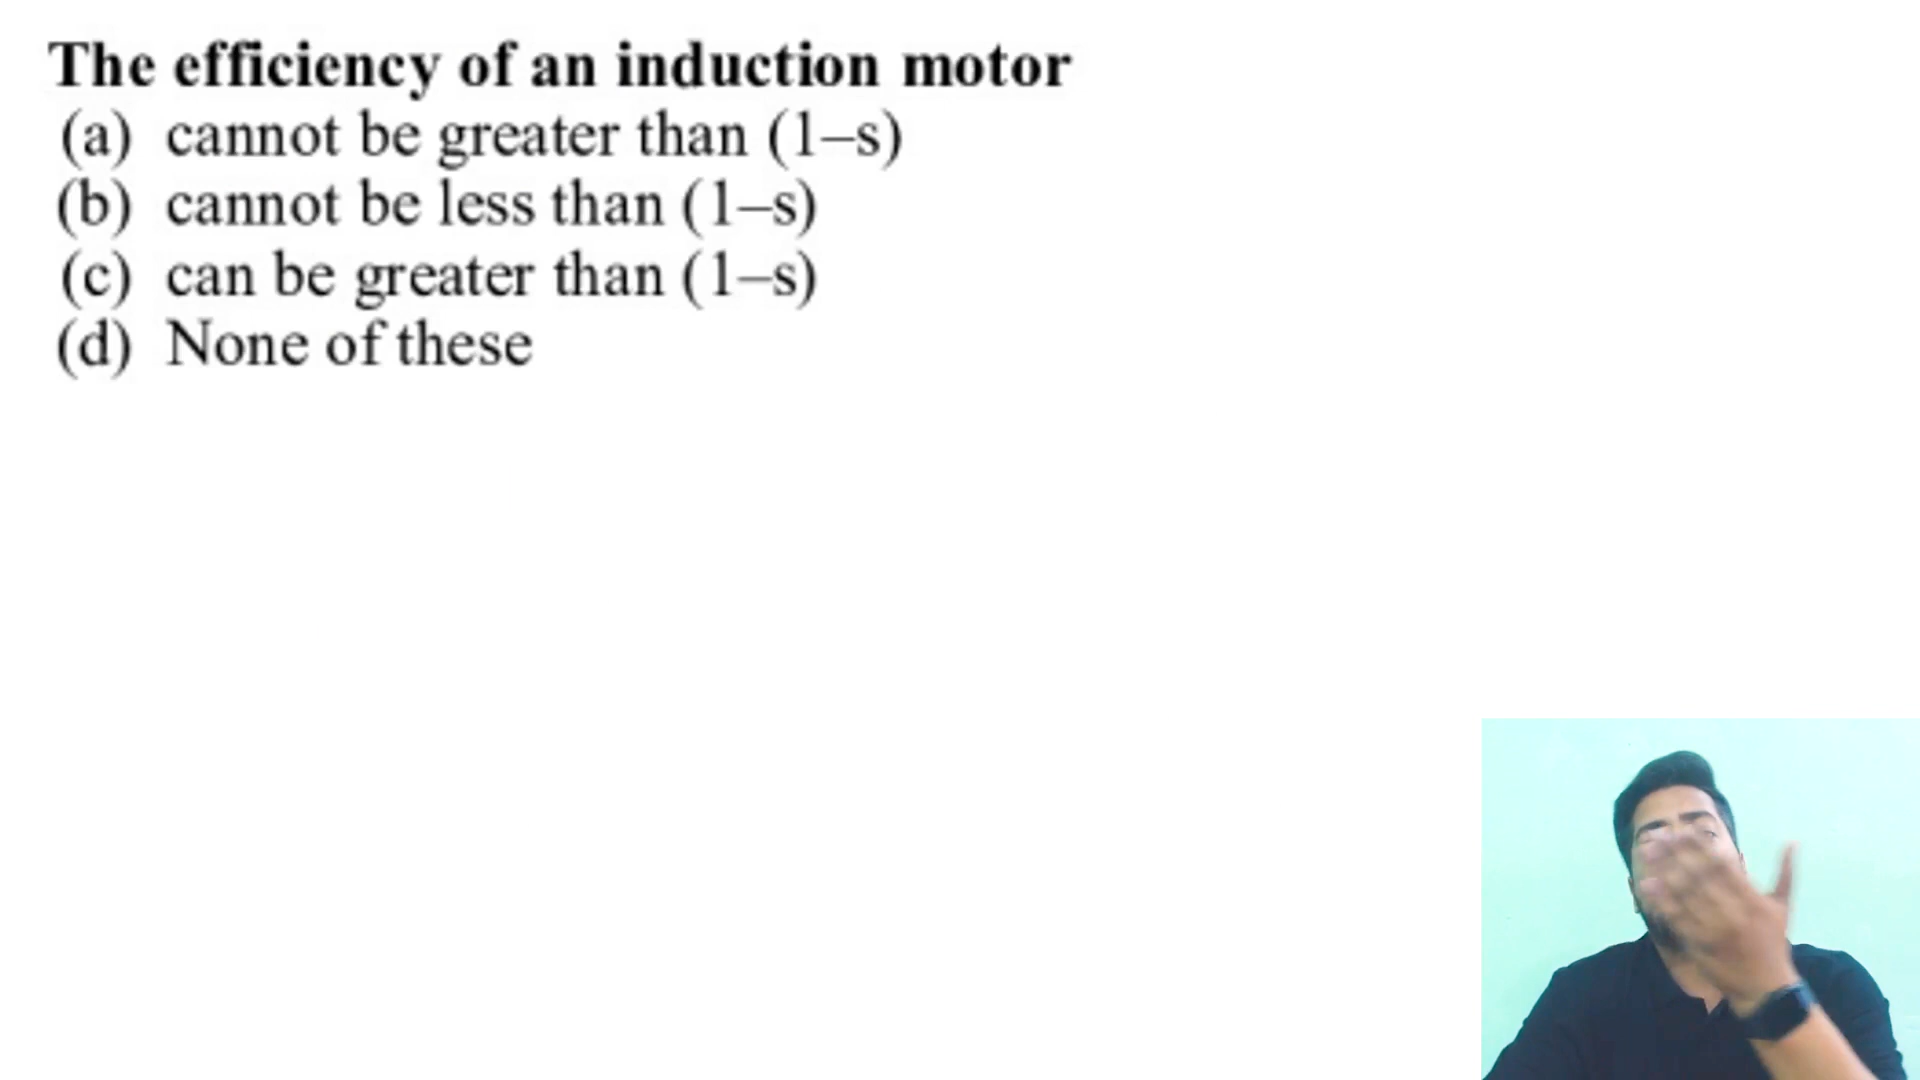 The efficiency of an induction motor
(a) cannot be greater than (1–s)
(b) cannot be less than (1–s)
(c) can be greater than (1–s)
(d) None of these